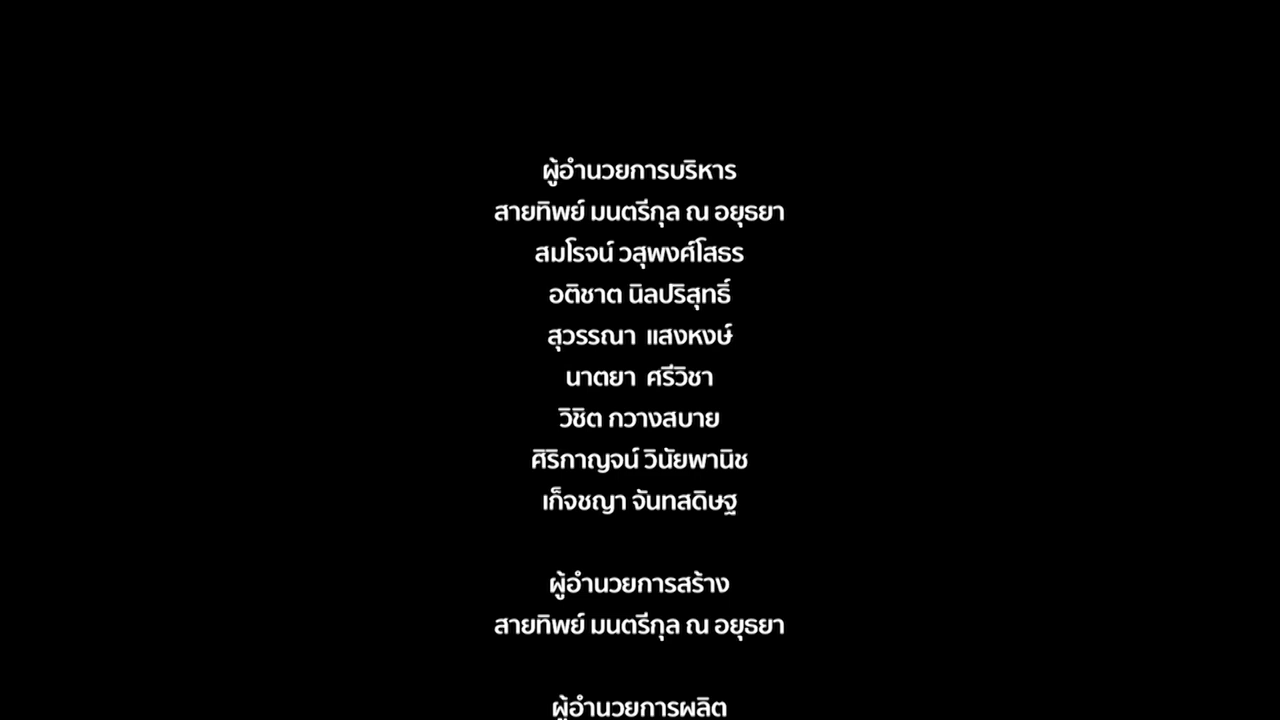 ผู้อำนวยการบริหาร
สายทิพย์ มนตรีกุล ณ อยุธยา
สมโรจน์ วสุพงศ์โสธร
อติชาต นิลปริสุทธิ์
สุวรรณา แสงหงษ์
นาตยา ศรีวิชา
วิชิต กวางสบาย
ศิริกาญจน์ วินัยพานิช
เก็จชญา จันทสดิษฐ
ผู้อำนวยการสร้าง
สายทิพย์ มนตรีกุล ณ อยุธยา
ผู้อำนวยการผลิต